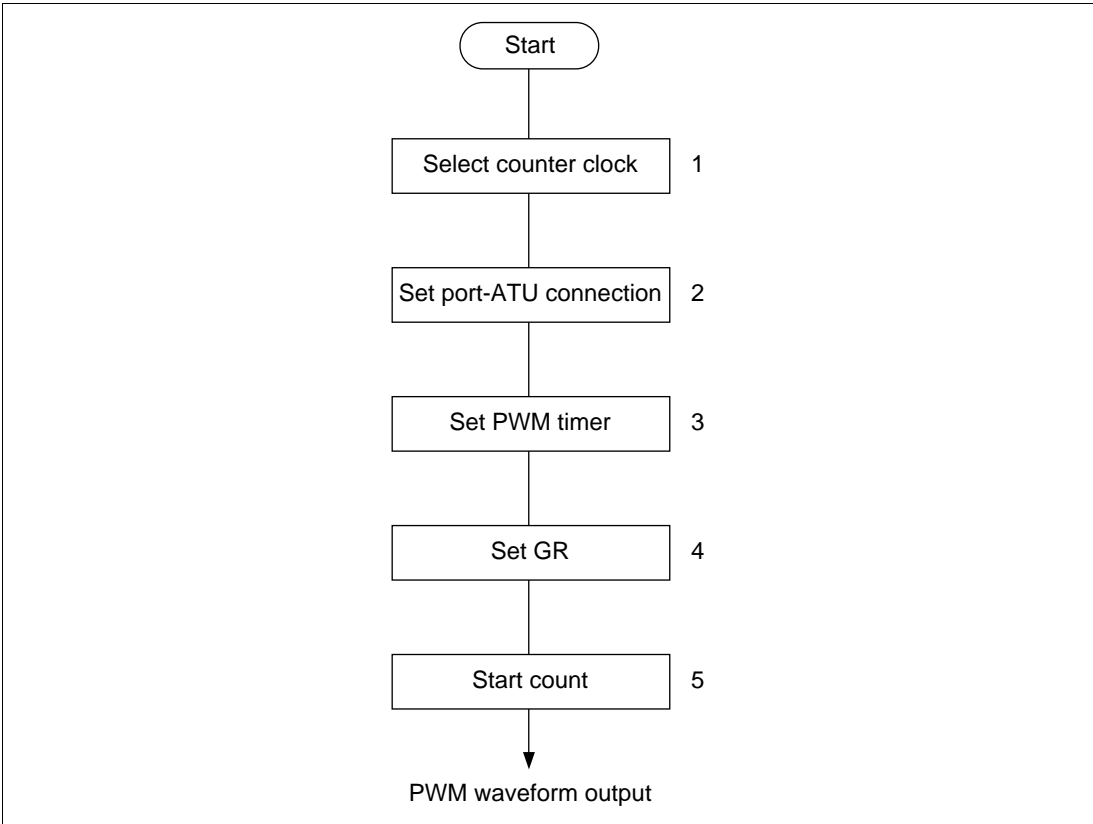 Start
Select counter clock 1
Set port-ATU connection 2
Set PWM timer 3
Set GR 4
Start count 5
PWM waveform output